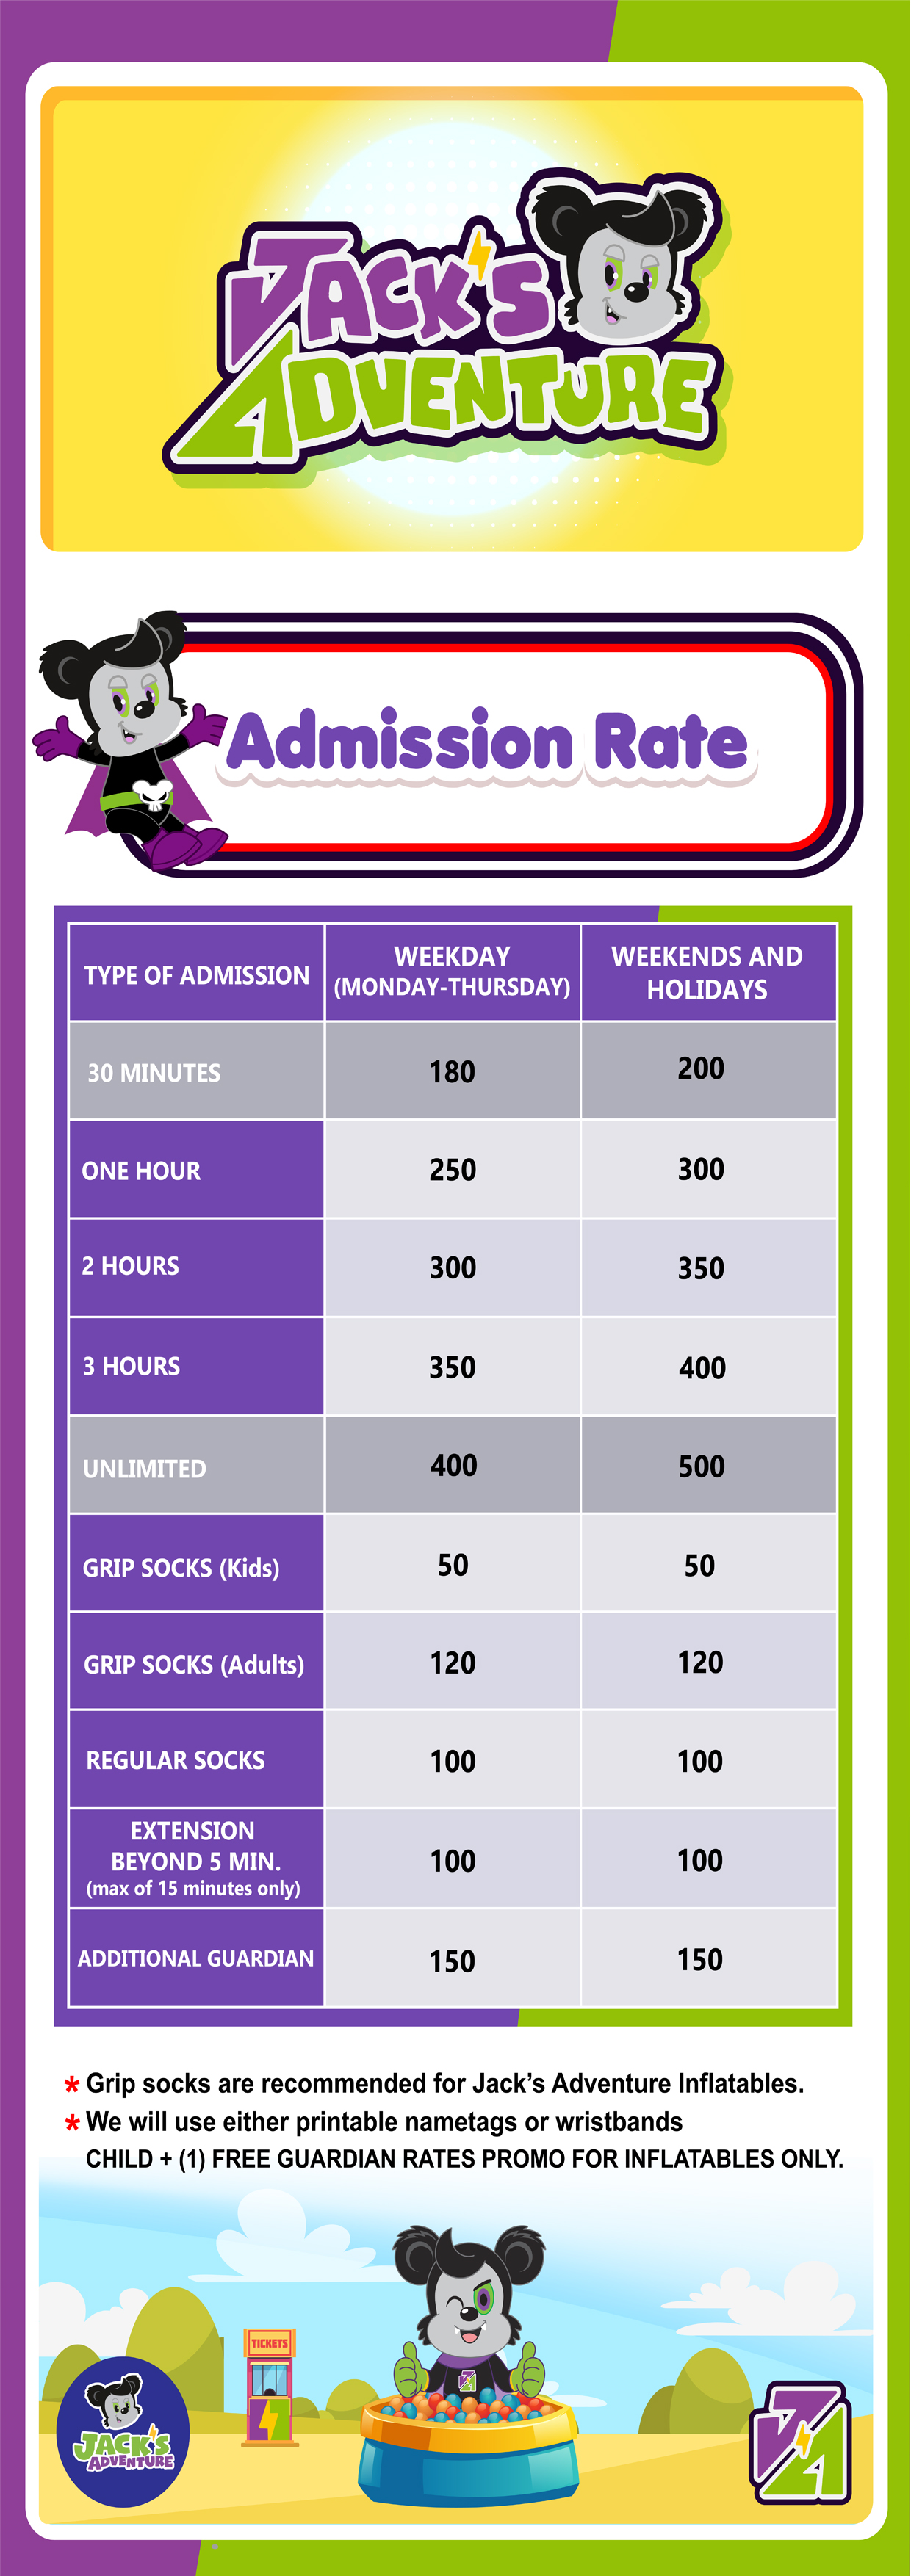 JACK'S
ADVENTURE
Admission Rate
TYPE OF ADMISSION
WEEKDAY
(MONDAY-THURSDAY)
WEEKENDS AND
HOLIDAYS
30 MINUTES 180 200
ONE HOUR 250 300
2 HOURS 300 350
3 HOURS 350 400
UNLIMITED 400 500
GRIP SOCKS (Kids) 50 50
GRIP SOCKS (Adults) 120 120
REGULAR SOCKS 100 100
EXTENSION
BEYOND 5 MIN.
(max of 15 minutes only)
100 100
ADDITIONAL GUARDIAN 150 150
* Grip socks are recommended for Jack's Adventure Inflatables.
* We will use either printable nametags or wristbands
CHILD + (1) FREE GUARDIAN RATES PROMO FOR INFLATABLES ONLY.
TICKETS
JACK'S
ADVENTURE
JA